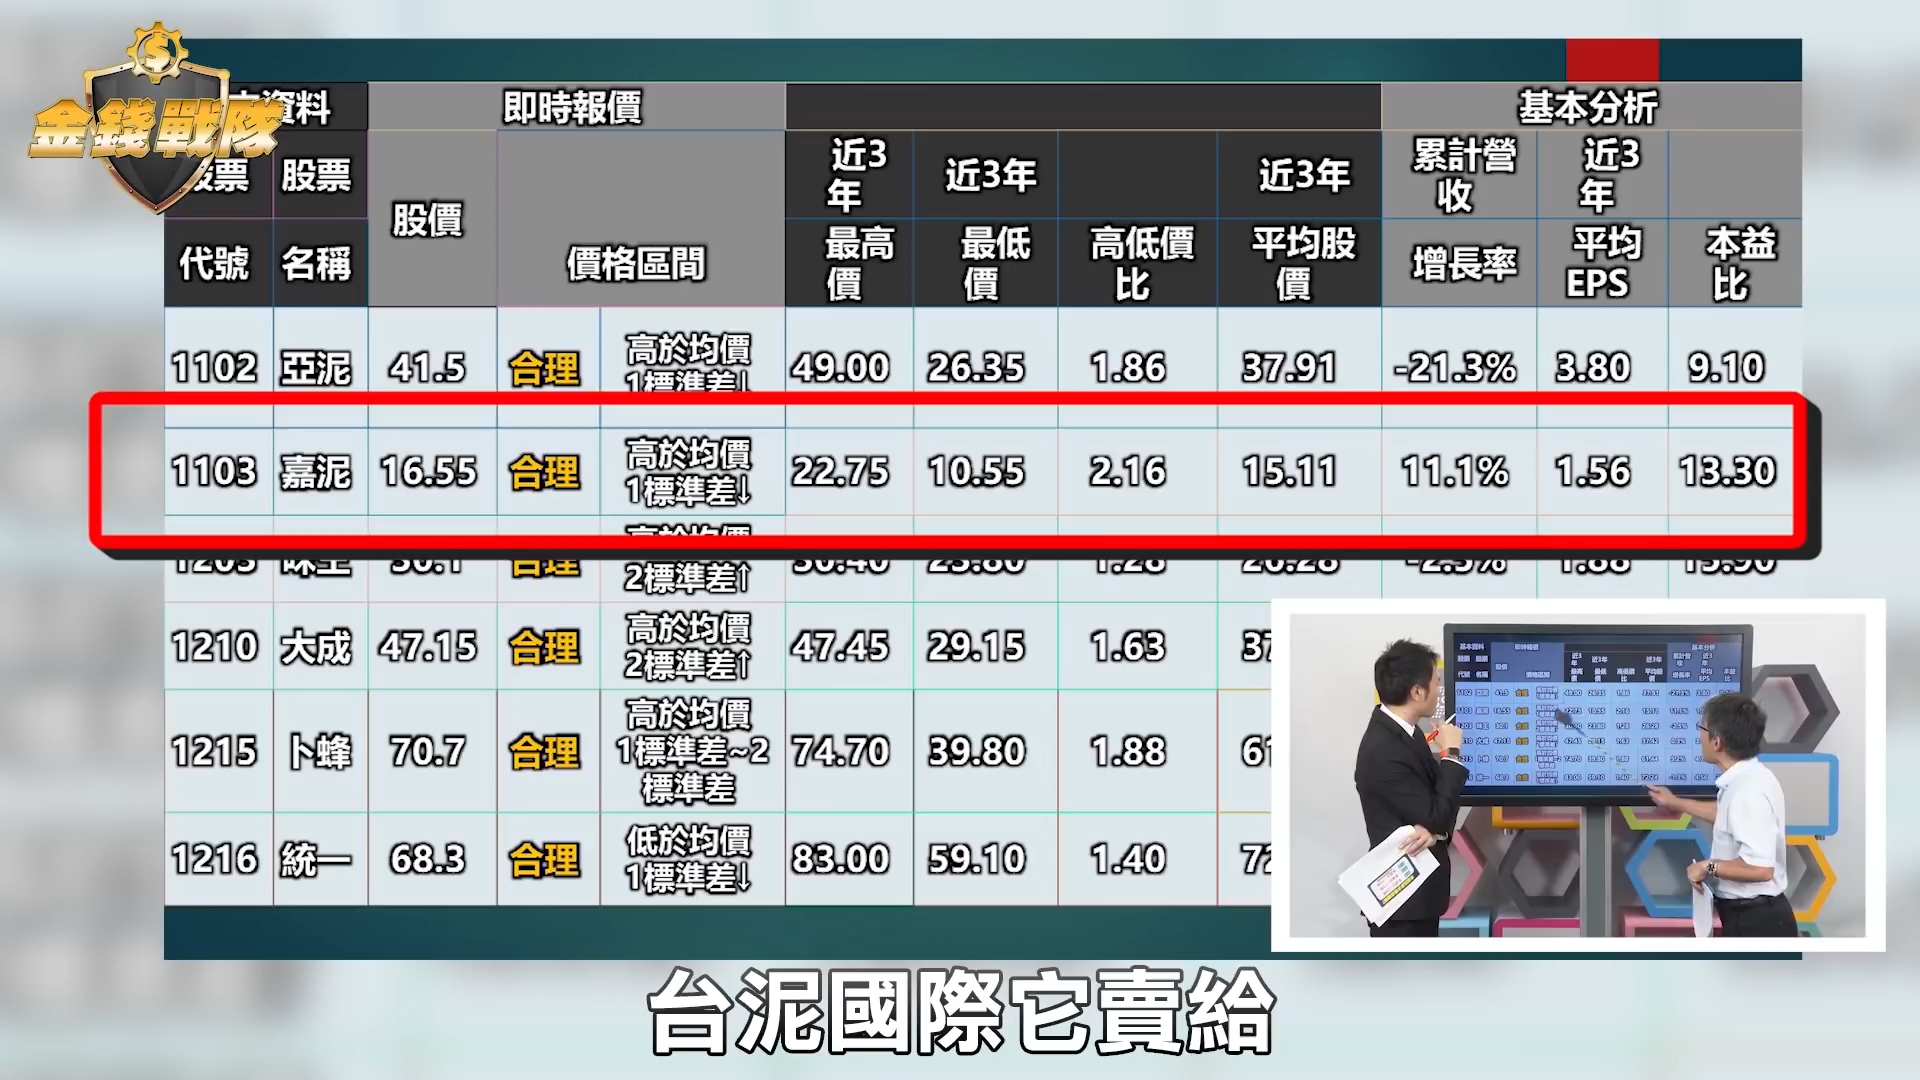 金錢戰隊
資料 即時報價 基本分析
股票 股票 股價 近3年 近3年 近3年 累計營收 近3年
代號 名稱 價格區間 最高價 最低價 高低價比 平均股價 增長率 平均EPS 本益比
1102 亞泥 41.5 合理 高於均價1標準差↓ 49.00 26.35 1.86 37.91 -21.3% 3.80 9.10
1103 嘉泥 16.55 合理 高於均價1標準差↓ 22.75 10.55 2.16 15.11 11.1% 1.56 13.30
合理 高於均價2標準差↑
1210 大成 47.15 合理 高於均價2標準差↑ 47.45 29.15 1.63
1215 卜蜂 70.7 合理 高於均價1標準差~2標準差 74.70 39.80 1.88
1216 統一 68.3 合理 低於均價1標準差↓ 83.00 59.10 1.40
台泥國際它賣給